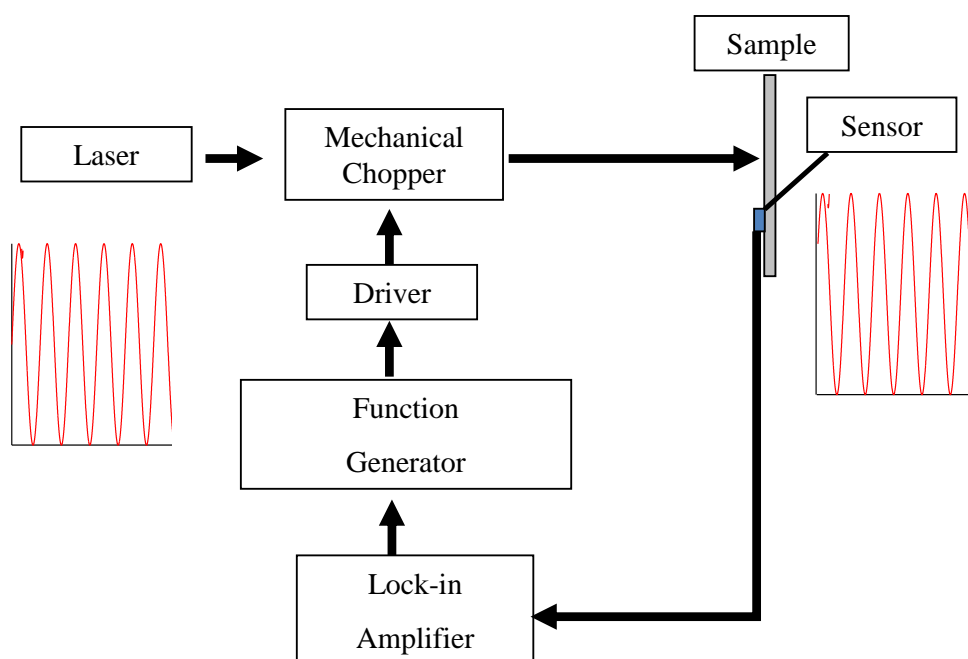 Sample
Sensor
Laser
Mechanical
Chopper
Driver
Function
Generator
Lock-in
Amplifier